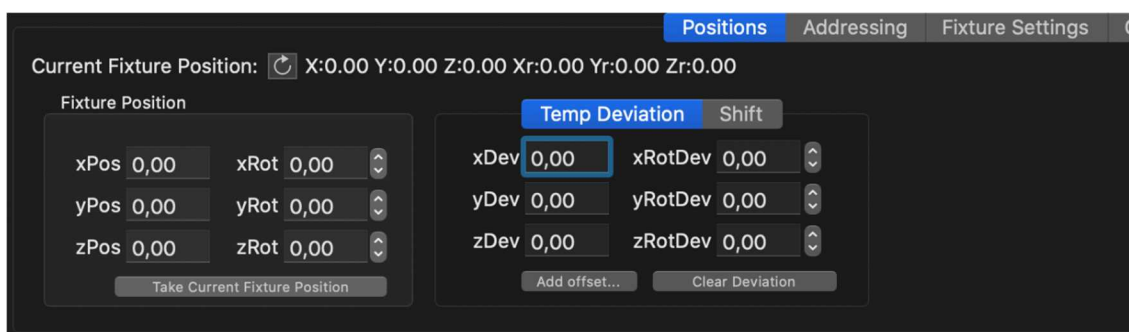 Positions Addressing Fixture Settings
Current Fixture Position: X:0.00 Y:0.00 Z:0.00 Xr:0.00 Yr:0.00 Zr:0.00
Fixture Position
Temp Deviation Shift
xPos 0,00 xRot 0,00 xDev 0,00 xRotDev 0,00
yPos 0,00 yRot 0,00 yDev 0,00 yRotDev 0,00
zPos 0,00 zRot 0,00 zDev 0,00 zRotDev 0,00
Take Current Fixture Position Add offset... Clear Deviation